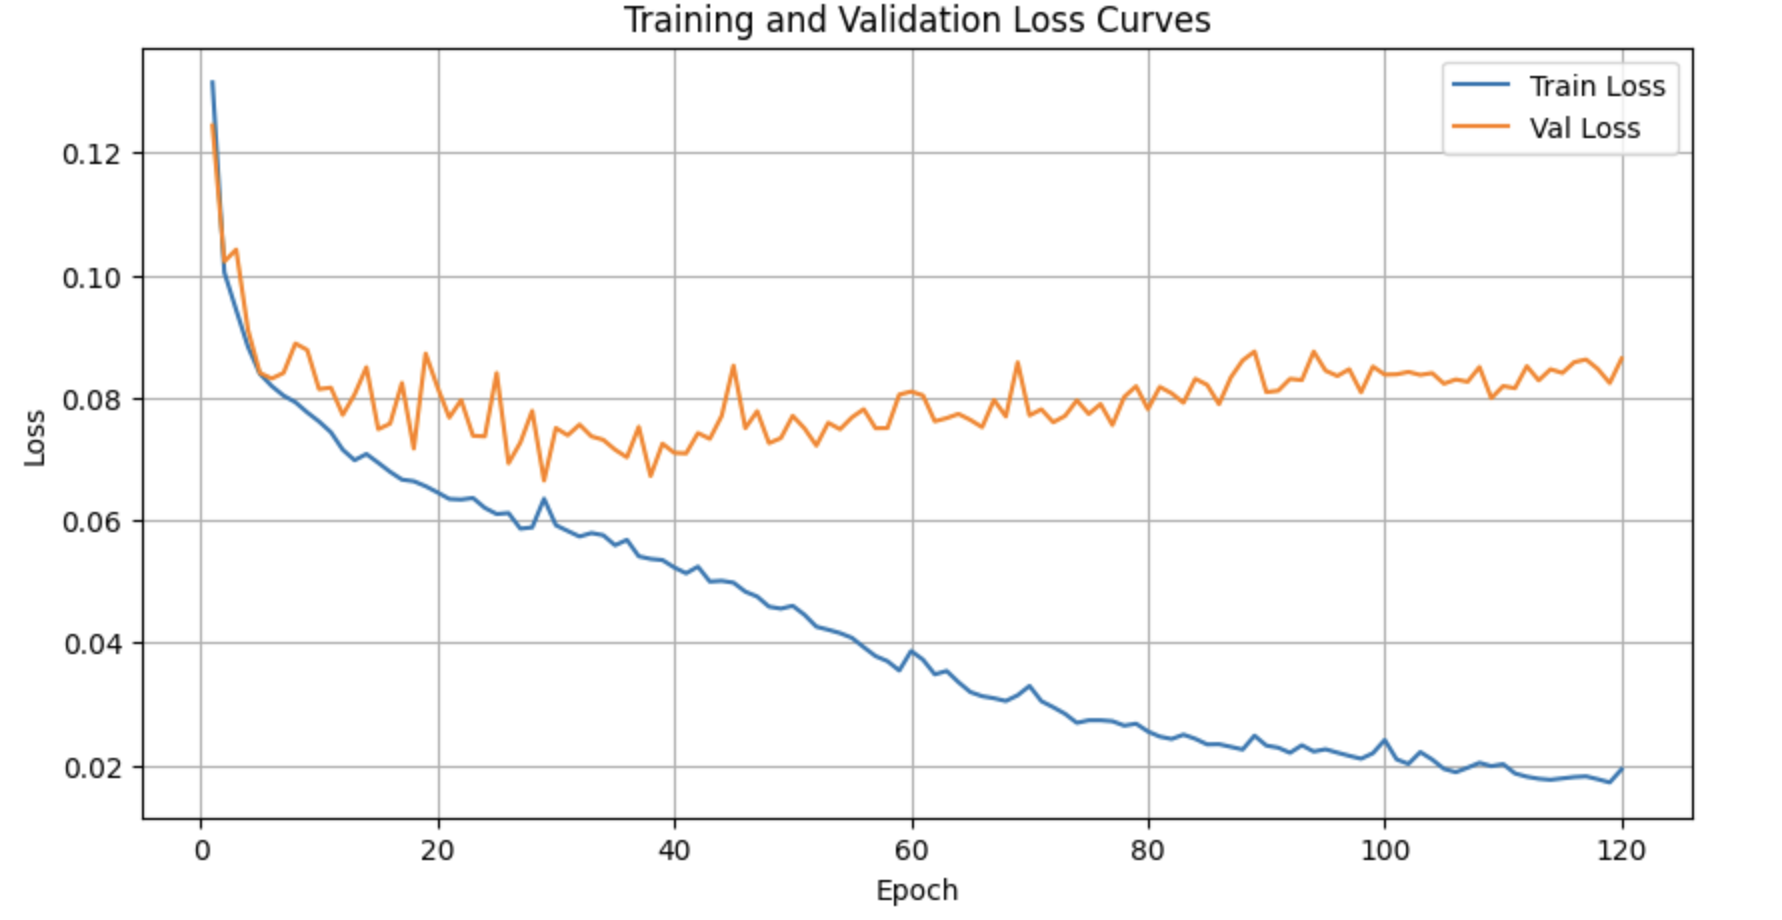 Training and Validation Loss Curves
Train Loss
Val Loss
0.12
0.10
0.08
0.06
0.04
0.02
Loss
0 20 40 60 80 100 120
Epoch